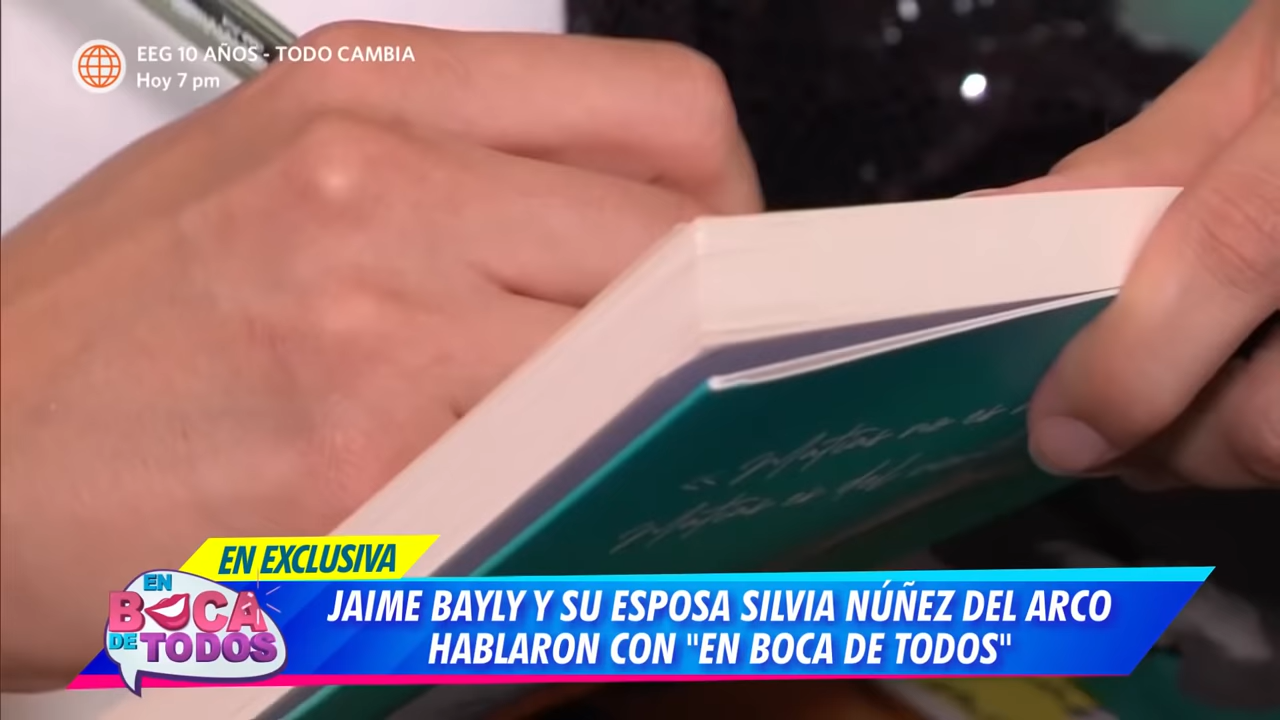 EEG 10 AÑOS - TODO CAMBIA
Hoy 7 pm
EN EXCLUSIVA
EN
BOCA
DE TODOS
JAIME BAYLY Y SU ESPOSA SILVIA NÚÑEZ DEL ARCO
HABLARON CON "EN BOCA DE TODOS"